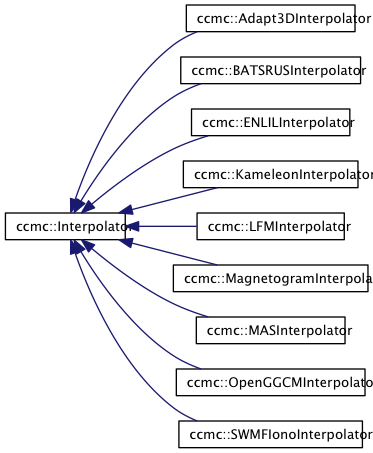 ccmc::Adapt3DInterpolator
ccmc::BATSRUSInterpolator
ccmc::ENLILInterpolator
ccmc::KameleonInterpolator
ccmc::Interpolator
ccmc::LFMInterpolator
ccmc::MagnetogramInterpola
ccmc::MASInterpolator
ccmc::OpenGGCMInterpolato
ccmc::SWMFIonoInterpolator